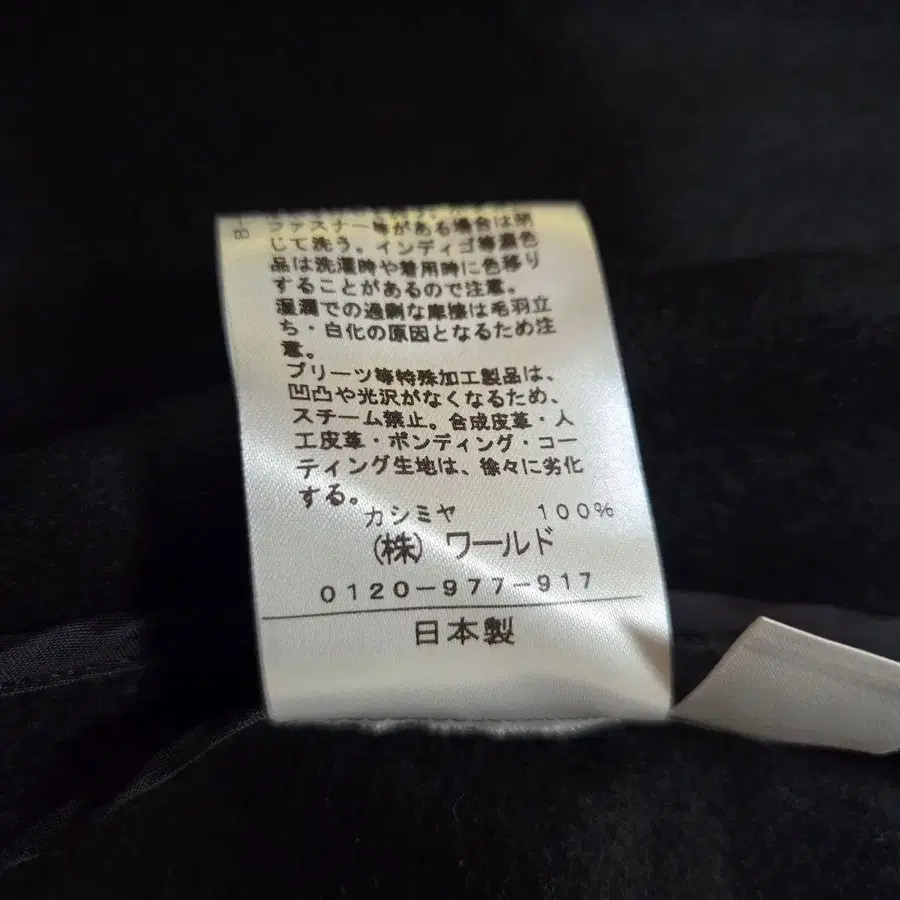 ファスナー等がある場合は閉
じて洗う。インディゴ等濃色
品は洗濯時や着用時に色移り
することがあるので注意。
湿潤での過剰な摩擦は毛羽立
ち・白化の原因となるため注
意。
プリーツ等特殊加工製品は、
凹凸や光沢がなくなるため、
スチーム禁止。合成皮革・人
工皮革・ボンディング・コー
ティング生地は、徐々に劣化
する。
カシミヤ 100%
(株) ワールド
0120-977-917
日本製